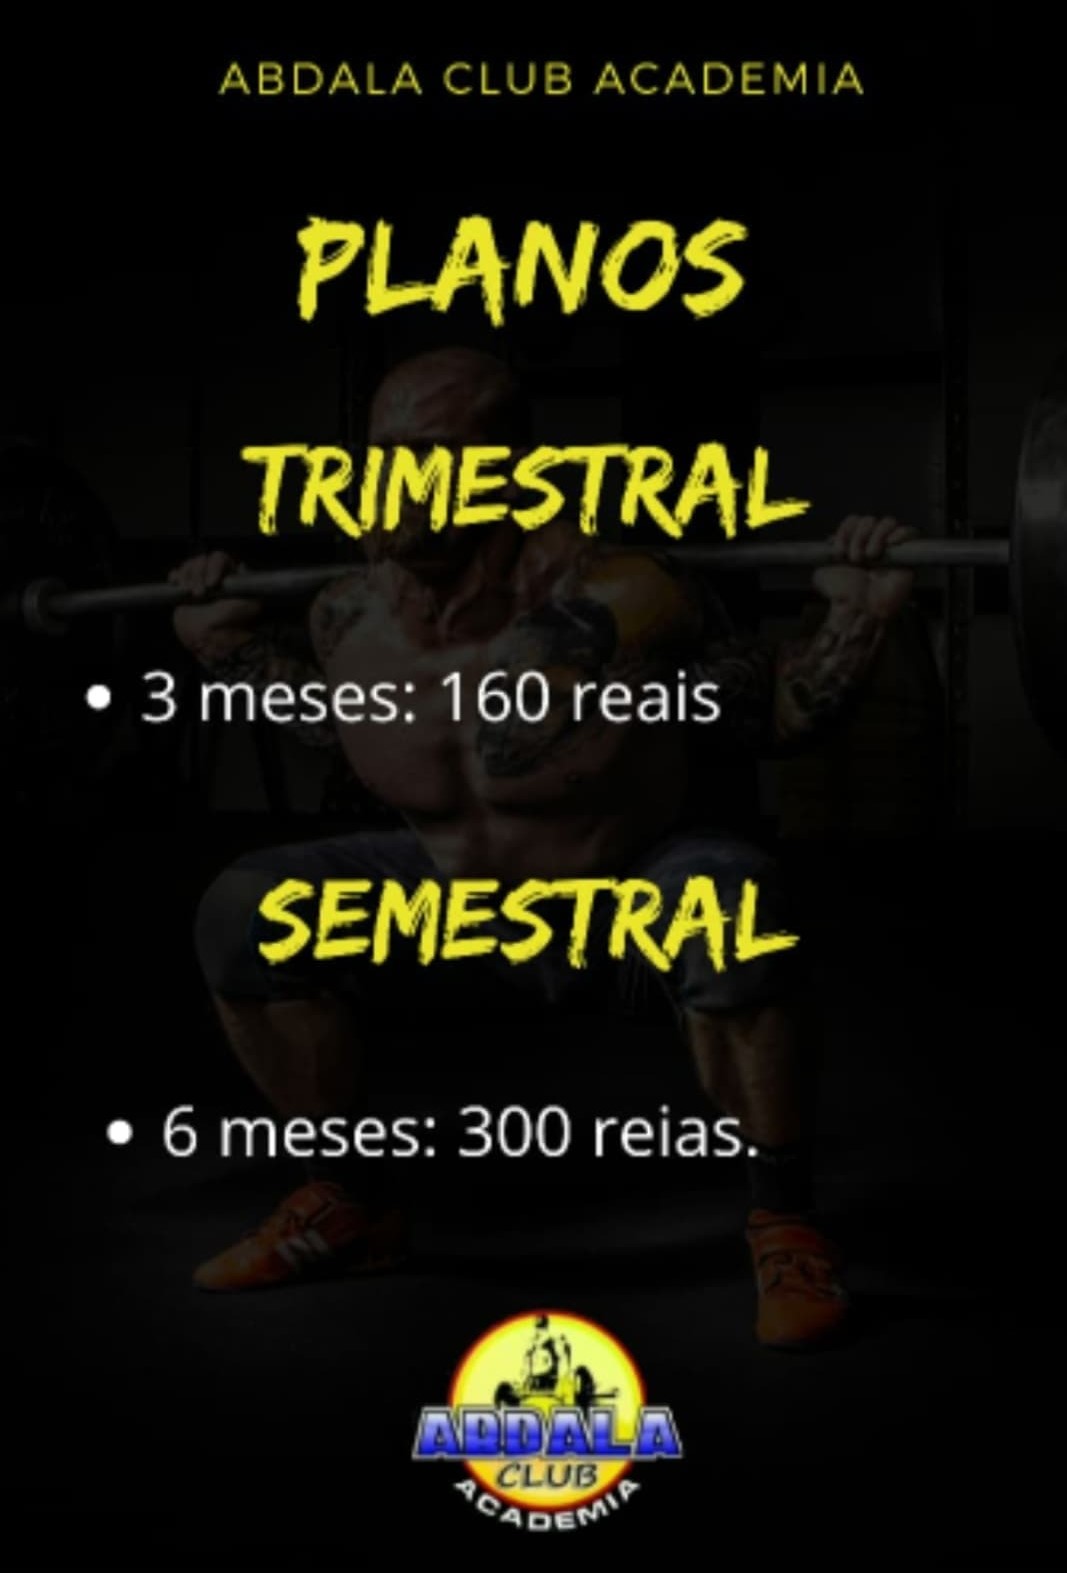 ABDALA CLUB ACADEMIA
PLANOS
TRIMESTRAL
• 3 meses: 160 reais
SEMESTRAL
• 6 meses: 300 reias.
ABDALA
CLUB
ACADEMIA